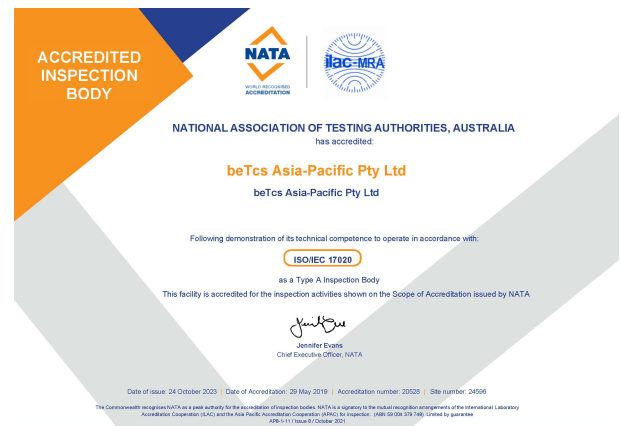 ACCREDITED
INSPECTION
BODY
NATA
WORLD RECOGNISED
ACCREDITATION
ilac-MRA
NATIONAL ASSOCIATION OF TESTING AUTHORITIES, AUSTRALIA
has accredited:
beTcs Asia-Pacific Pty Ltd
beTcs Asia-Pacific Pty Ltd
Following demonstration of its technical competence to operate in accordance with:
ISO/IEC 17020
as a Type A Inspection Body
This facility is accredited for the inspection activities shown on the Scope of Accreditation issued by NATA
Jennifer Evans
Chief Executive Officer, NATA
Date of issue: 24 October 2023 | Date of Accreditation: 29 May 2019 | Accreditation number: 20528 | Site number: 24596
The Commonwealth recognises NATA as a peak authority for the accreditation of inspection bodies. NATA is a signatory to the mutual recognition arrangements of the International Laboratory
Accreditation Cooperation (ILAC) and the Asia Pacific Accreditation Cooperation (APAC) for inspection. (ABN 59 004 379 748) Limited by guarantee
APB-1-11 / Issue 8 / October 2021